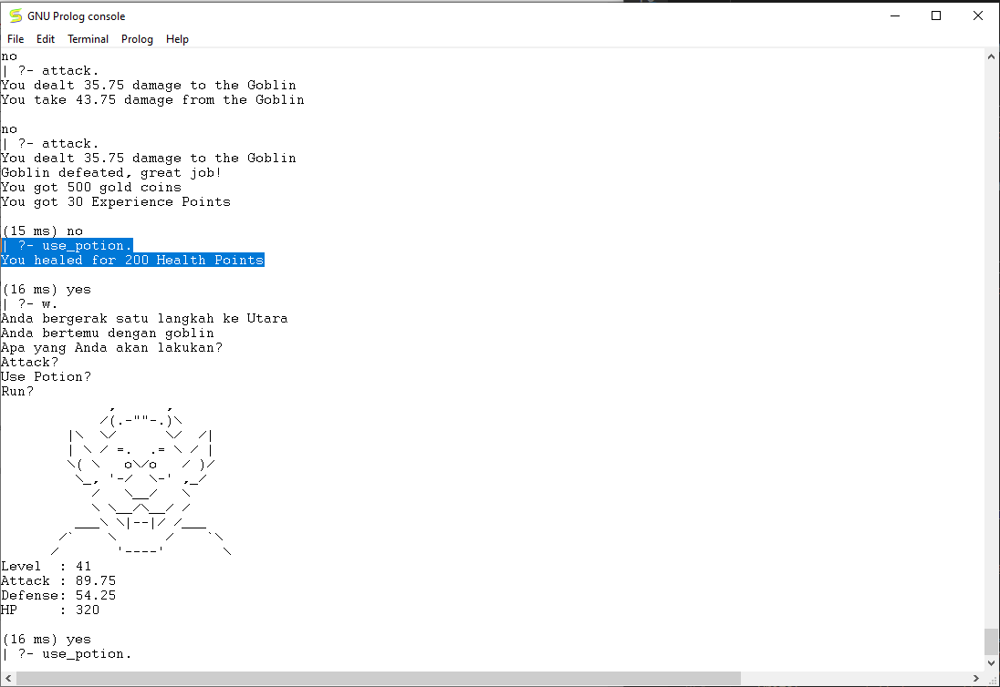 GNU Prolog console
File Edit Terminal Prolog Help
no
| ?- attack.
You dealt 35.75 damage to the Goblin
You take 43.75 damage from the Goblin
no
| ?- attack.
You dealt 35.75 damage to the Goblin
Goblin defeated, great job!
You got 500 gold coins
You got 30 Experience Points
(15 ms) no
| ?- use_potion.
You healed for 200 Health Points
(16 ms) yes
| ?- w.
Anda bergerak satu langkah ke Utara
Anda bertemu dengan goblin
Apa yang Anda akan lakukan?
Attack?
Use Potion?
Run?
Level  : 41
Attack : 89.75
Defense: 54.25
HP     : 320
(16 ms) yes
| ?- use_potion.